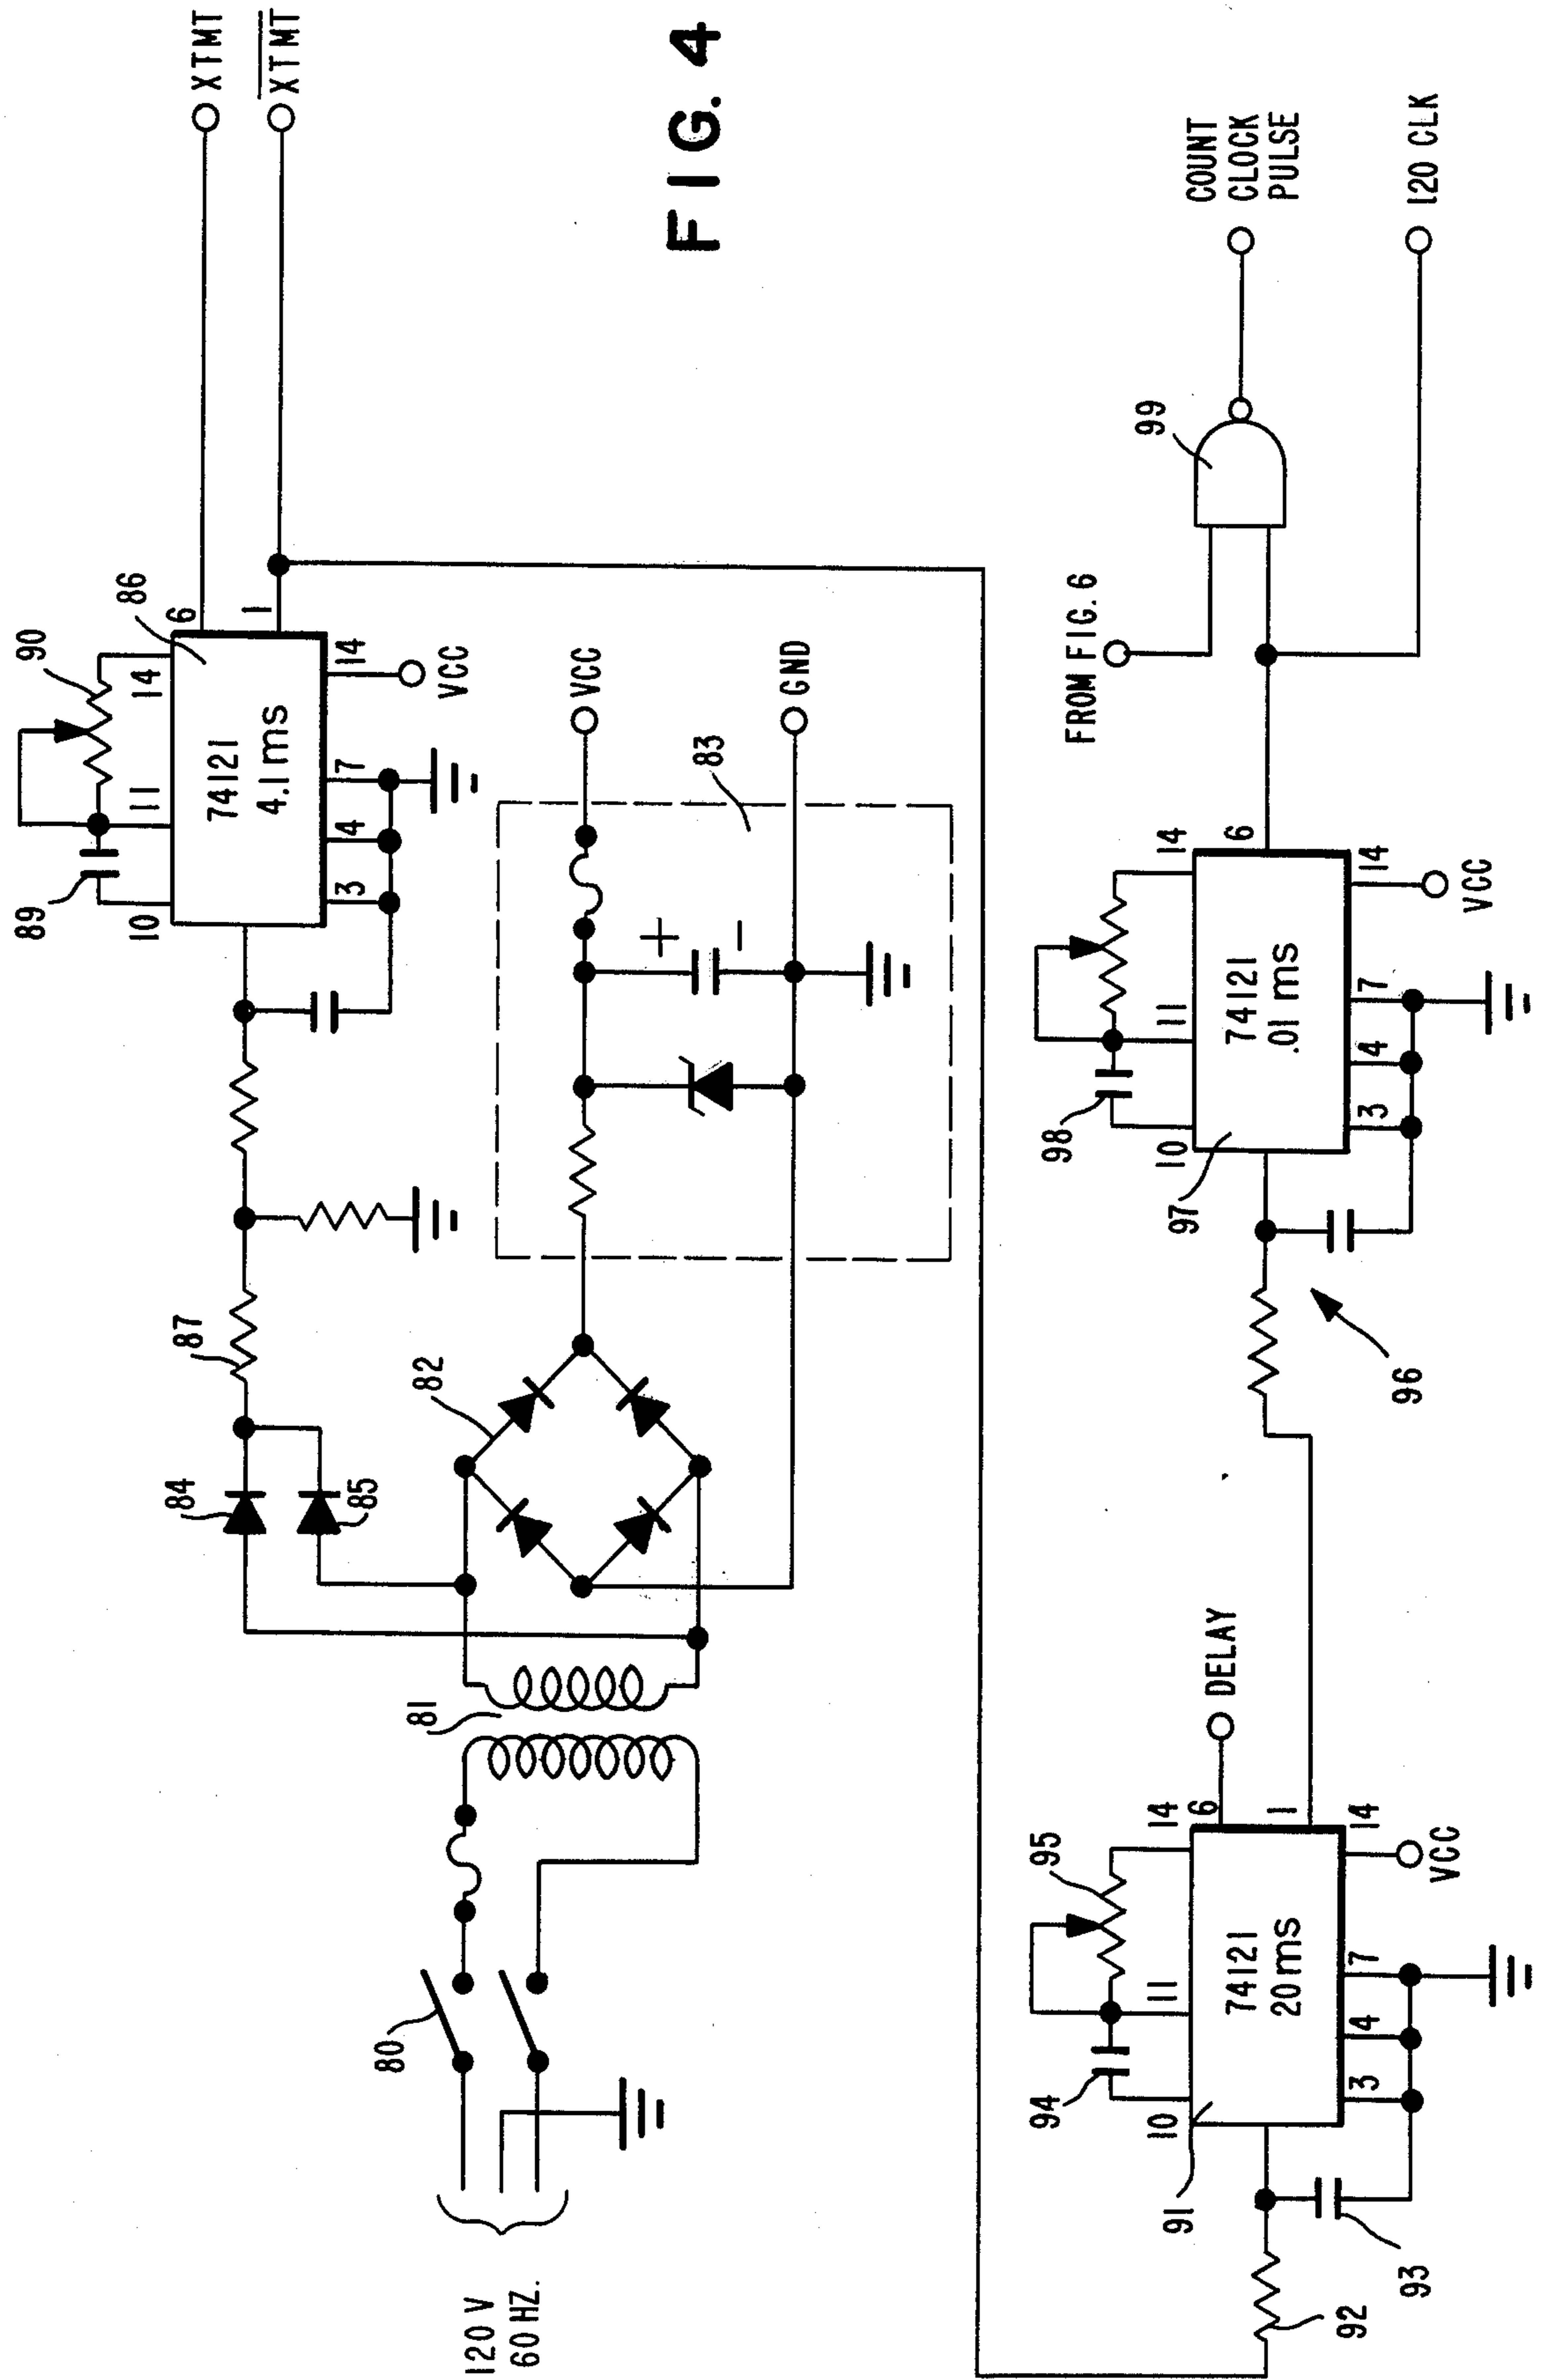 120 V
60 HZ.
80
81
82
84
85
87
89
90
86
10
11
14
74121
4.1 ms
3
4
7
14
VCC
6
1
XTMT
XTMT
83
VCC
GND
FIG. 4
92
93
91
94
95
10
11
14
74121
20 ms
3
4
7
14
VCC
6
1
DELAY
96
97
98
10
11
14
74121
.01 ms
3
4
7
14
VCC
6
FROM FIG. 6
99
COUNT
CLOCK
PULSE
120 CLK